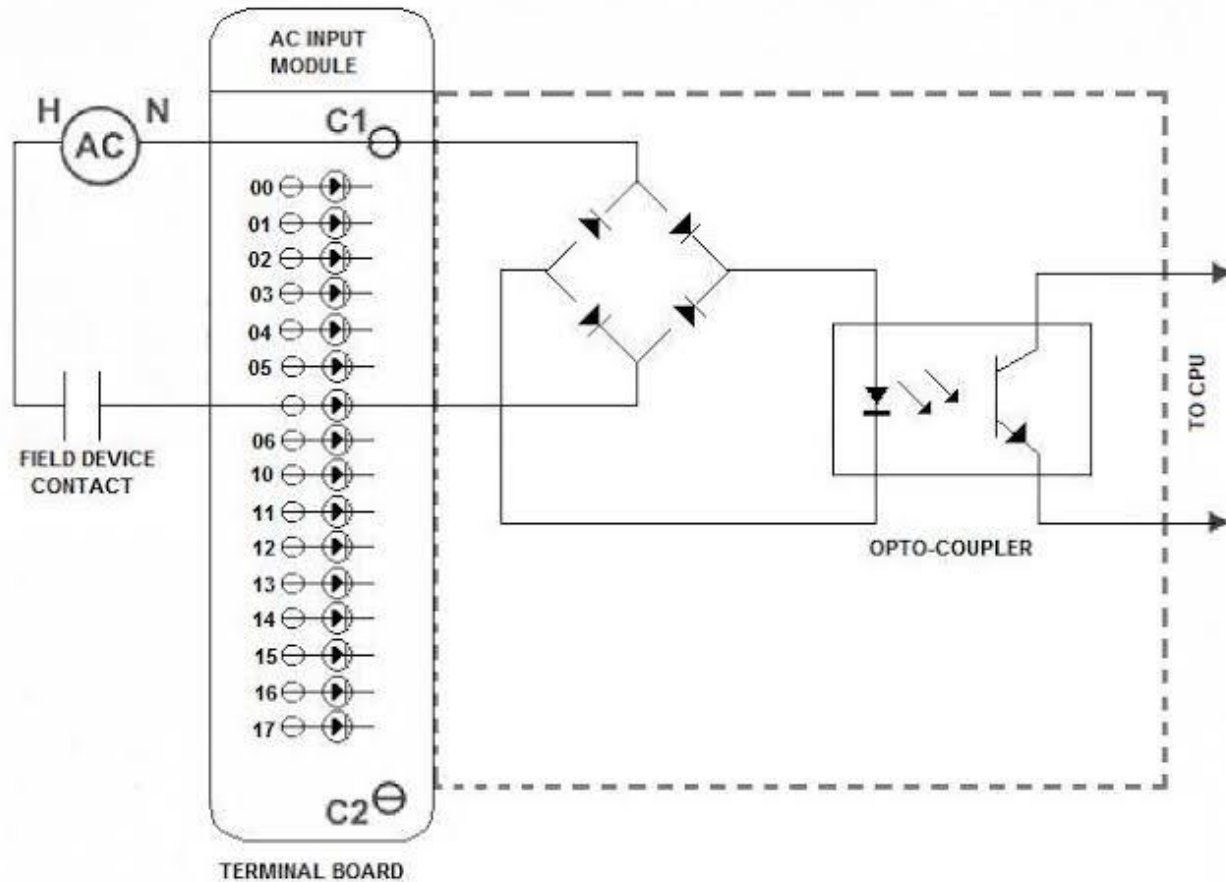 AC INPUT
MODULE
H
N
AC
C1
00
01
02
03
04
05
06
10
11
12
13
14
15
16
17
C2
FIELD DEVICE
CONTACT
OPTO-COUPLER
TO CPU
TERMINAL BOARD